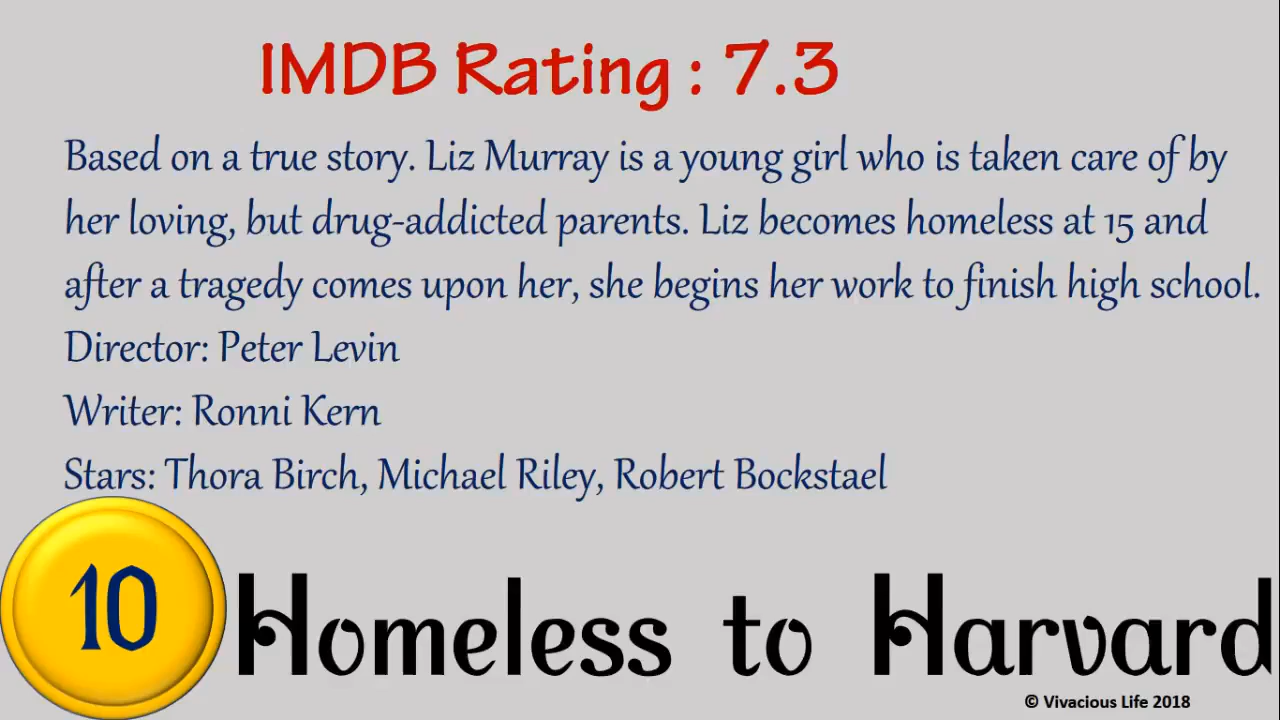 IMDB Rating : 7.3
Based on a true story. Liz Murray is a young girl who is taken care of by
her loving, but drug-addicted parents. Liz becomes homeless at 15 and
after a tragedy comes upon her, she begins her work to finish high school.
Director: Peter Levin
Writer: Ronni Kern
Stars: Thora Birch, Michael Riley, Robert Bockstael
10
Homeless to Harvard
© Vivacious Life 2018